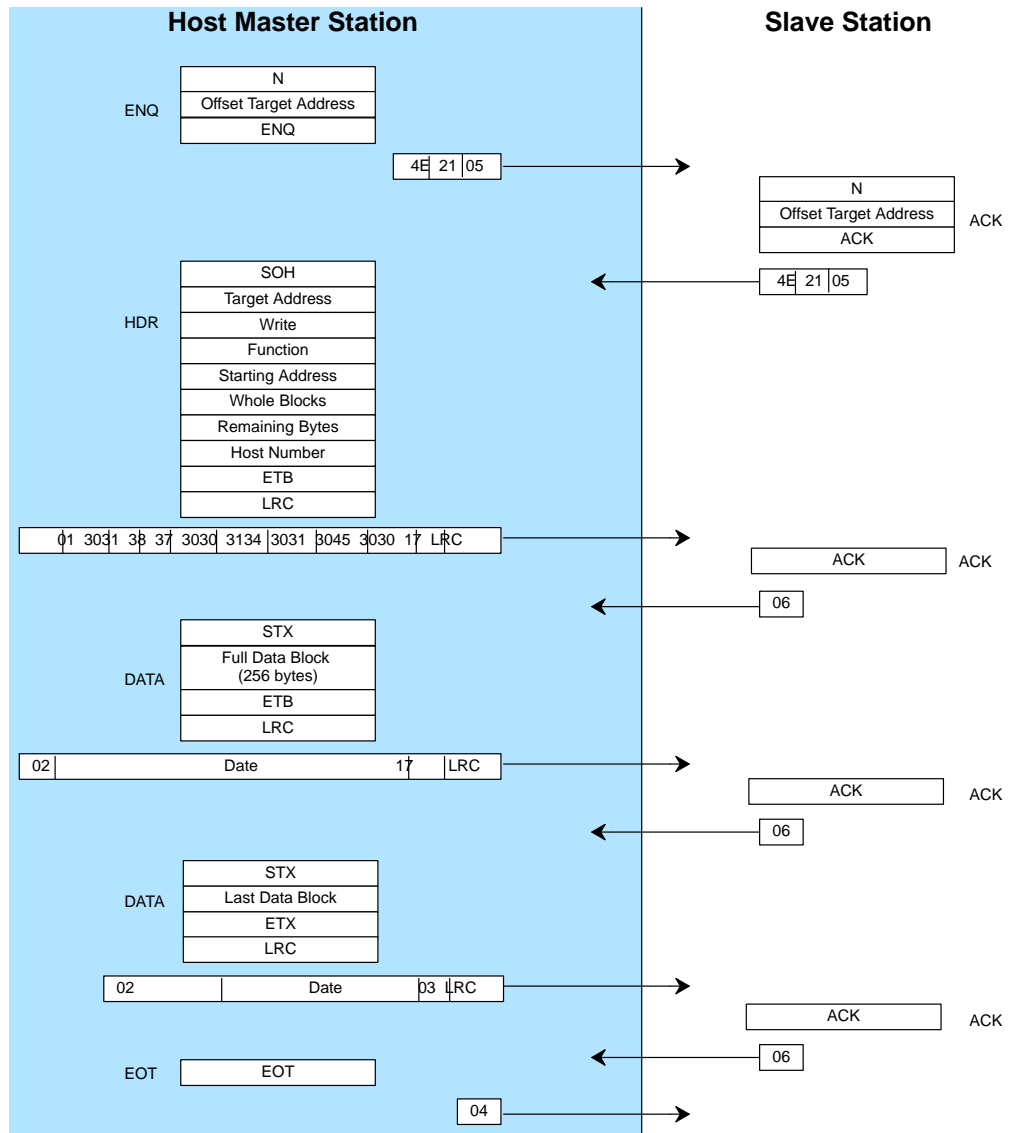 Host Master Station
Slave Station
N
ENQ
Offset Target Address
ENQ
4E 21 05
N
Offset Target Address
ACK
ACK
4E 21 05
SOH
Target Address
HDR
Write
Function
Starting Address
Whole Blocks
Remaining Bytes
Host Number
ETB
LRC
01 3031 38 37 3030 3134 3031 3045 3030 17 LRC
ACK
ACK
06
STX
Full Data Block
(256 bytes)
DATA
ETB
LRC
02 Date 17 LRC
ACK
ACK
06
STX
DATA
Last Data Block
ETX
LRC
02 Date 03 LRC
ACK
ACK
06
EOT
EOT
04